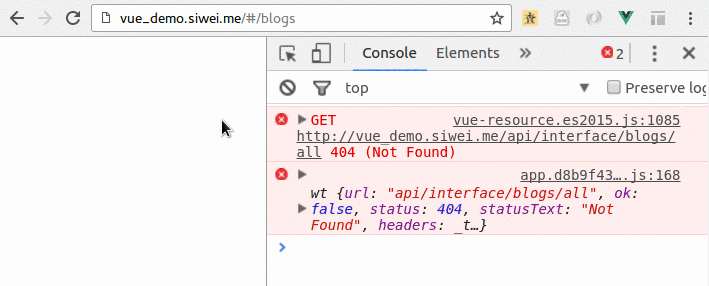 vue_demo.siwei.me/#/blogs
Console Elements » 2
top Preserve log
GET vue-resource.es2015.js:1085
http://vue_demo.siwei.me/api/interface/blogs/
all 404 (Not Found)
app.d8b9f43….js:168
wt {url: "api/interface/blogs/all", ok:
false, status: 404, statusText: "Not
Found", headers: _t…}